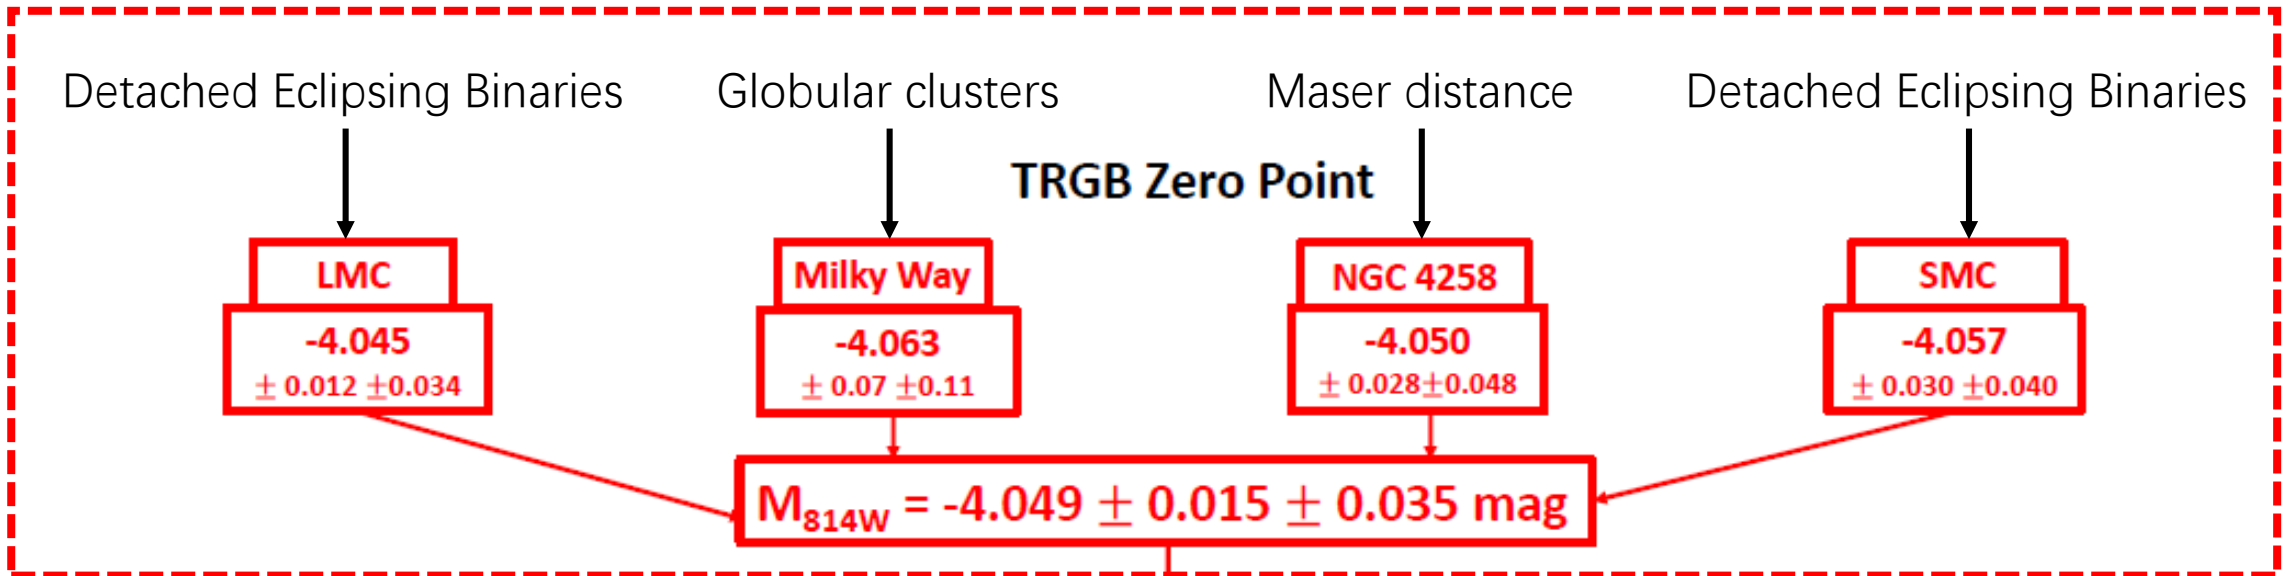 Detached Eclipsing Binaries
Globular clusters
Maser distance
Detached Eclipsing Binaries
TRGB Zero Point
LMC
Milky Way
NGC 4258
SMC
-4.045
± 0.012 ±0.034
-4.063
± 0.07 ±0.11
-4.050
± 0.028±0.048
-4.057
± 0.030 ±0.040
M814W = -4.049 ± 0.015 ± 0.035 mag